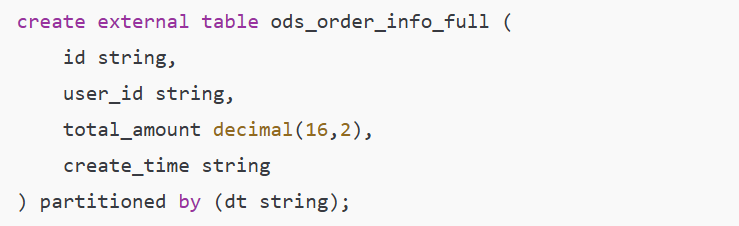 create external table ods_order_info_full (
    id string,
    user_id string,
    total_amount decimal(16,2),
    create_time string
) partitioned by (dt string);